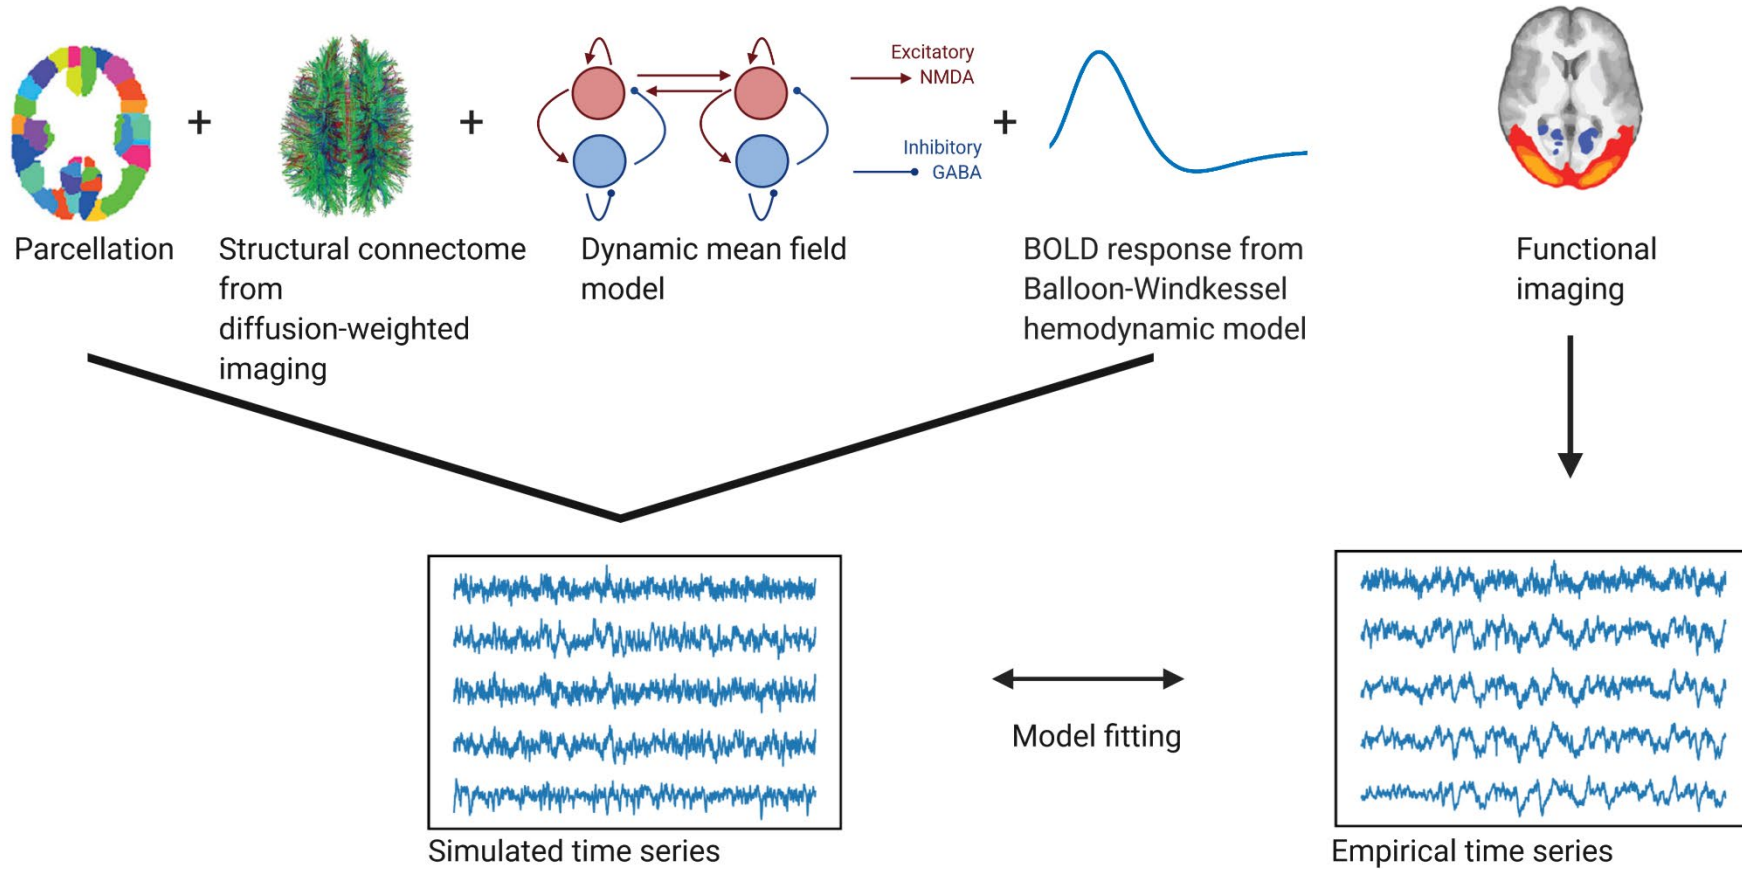 +
+
+
Excitatory
NMDA
Inhibitory
GABA
Parcellation
Structural connectome
from
diffusion-weighted
imaging
Dynamic mean field
model
BOLD response from
Balloon-Windkessel
hemodynamic model
Functional
imaging
Model fitting
Simulated time series
Empirical time series